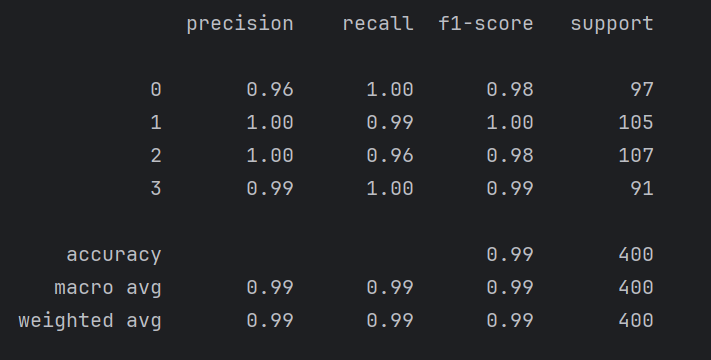 precision recall f1-score support
0 0.96 1.00 0.98 97
1 1.00 0.99 1.00 105
2 1.00 0.96 0.98 107
3 0.99 1.00 0.99 91
accuracy 0.99 400
macro avg 0.99 0.99 0.99 400
weighted avg 0.99 0.99 0.99 400